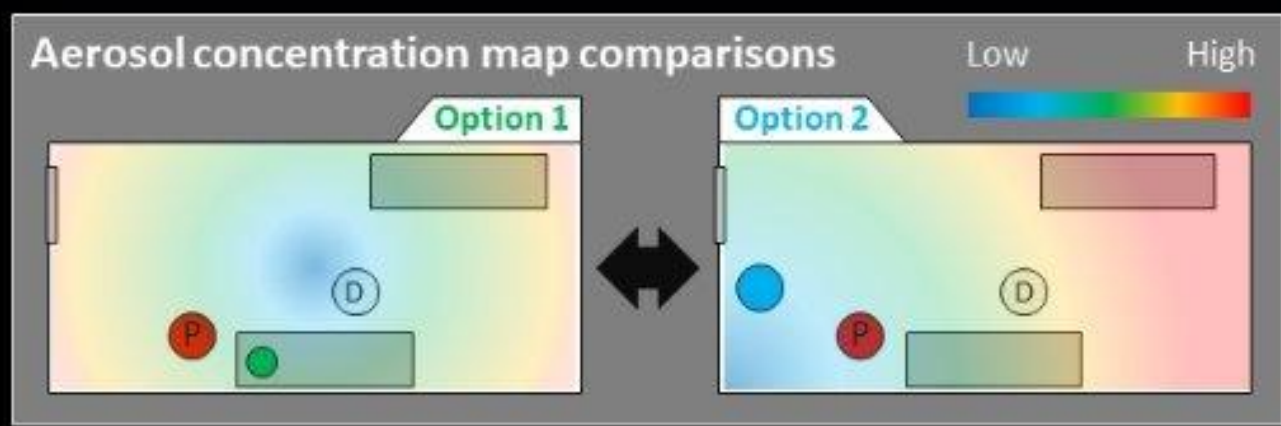 Aerosol concentration map comparisons
Low High
Option 1
Option 2
D
P
D
P